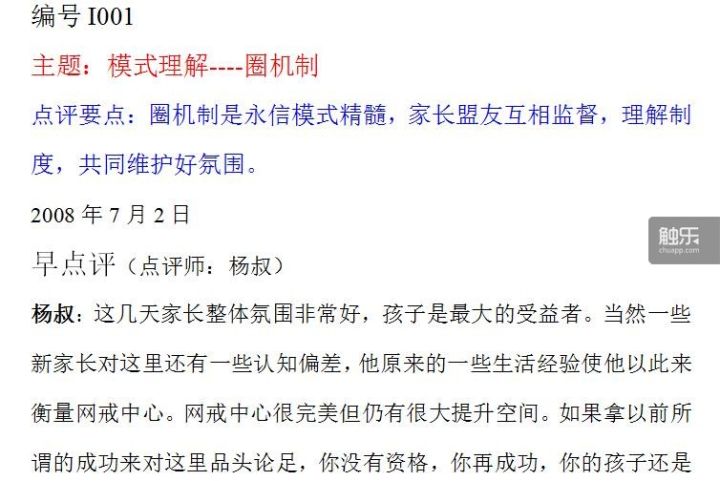 编号 I001
主题：模式理解----圈机制
点评要点：圈机制是永信模式精髓，家长盟友互相监督，理解制
度，共同维护好氛围。
2008 年 7 月 2 日
触乐
chuapp.com
早点评（点评师：杨叔）
杨叔：这几天家长整体氛围非常好，孩子是最大的受益者。当然一些
新家长对这里还有一些认知偏差，他原来的一些生活经验使他以此来
衡量网戒中心。网戒中心很完美但仍有很大提升空间。如果拿以前所
谓的成功来对这里品头论足，你没有资格，你再成功，你的孩子还是